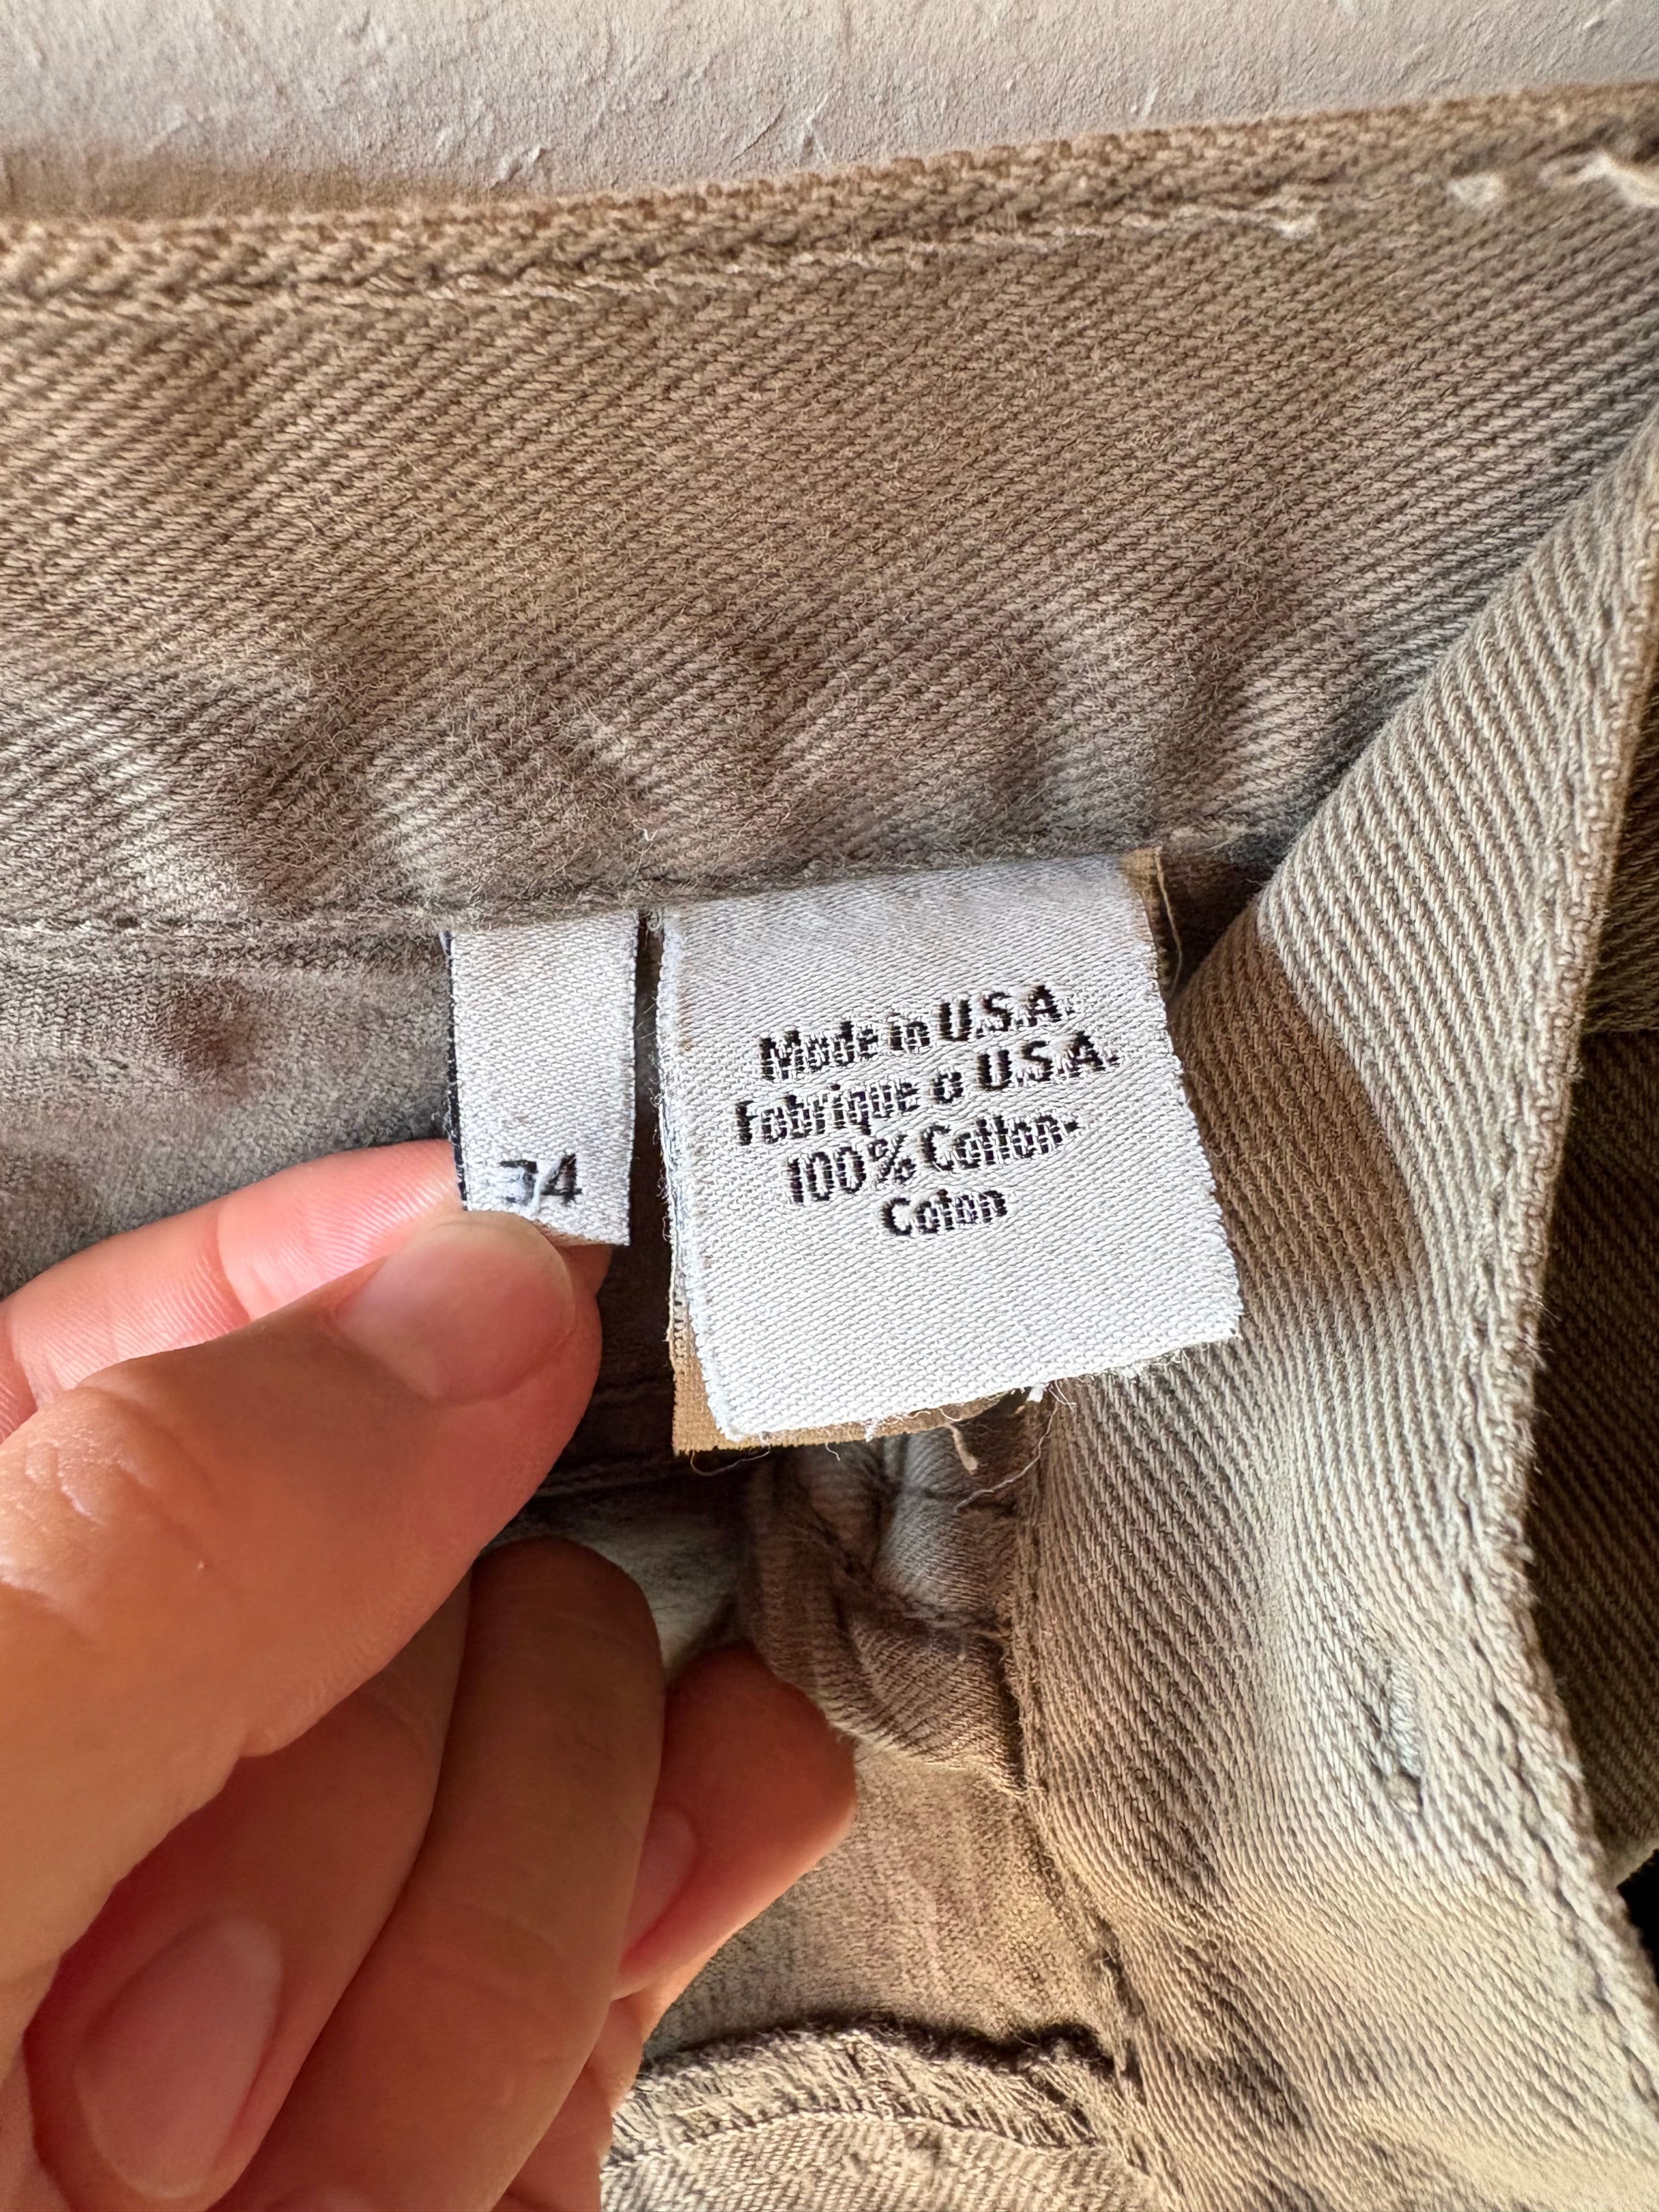 34
Made in U.S.A.
Fabrique a U.S.A.
100% Cotton-
Coton